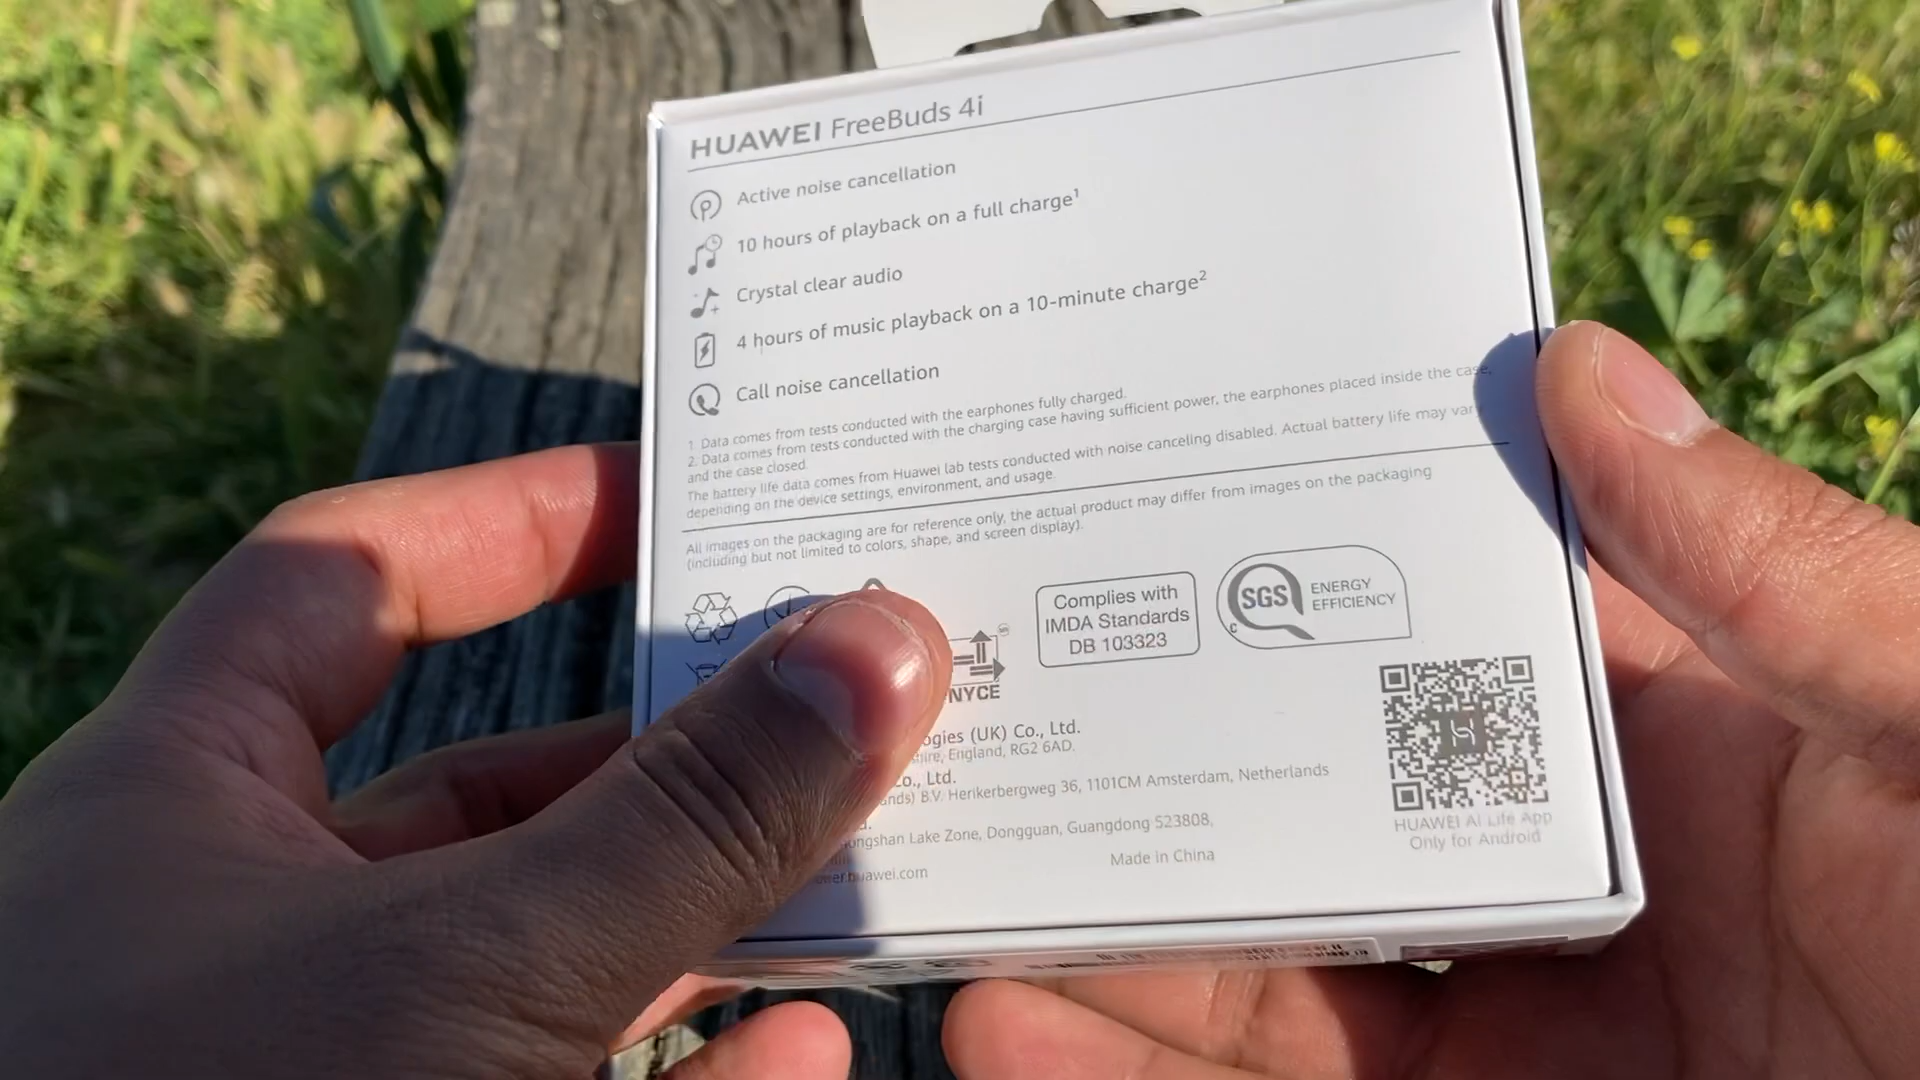 HUAWEI FreeBuds 4i
Active noise cancellation
10 hours of playback on a full charge¹
Crystal clear audio
4 hours of music playback on a 10-minute charge²
Call noise cancellation
1. Data comes from tests conducted with the earphones fully charged.
2. Data comes from tests conducted with the charging case having sufficient power, the earphones placed inside the case,
and the case closed.
The battery life data comes from Huawei lab tests conducted with noise canceling disabled. Actual battery life may vary
depending on the device settings, environment, and usage.
All images on the packaging are for reference only, the actual product may differ from images on the packaging
(including but not limited to colors, shape, and screen display).
NYCE
Complies with
IMDA Standards
DB 103323
SGS
C
ENERGY
EFFICIENCY
ogies (UK) Co., Ltd.
shire, England, RG2 6AD.
Co., Ltd.
ands) B.V. Herikerbergweg 36, 1101CM Amsterdam, Netherlands
ongshan Lake Zone, Dongguan, Guangdong 523808,
huawei.com
Made in China
HUAWEI AI Life App
Only for Android